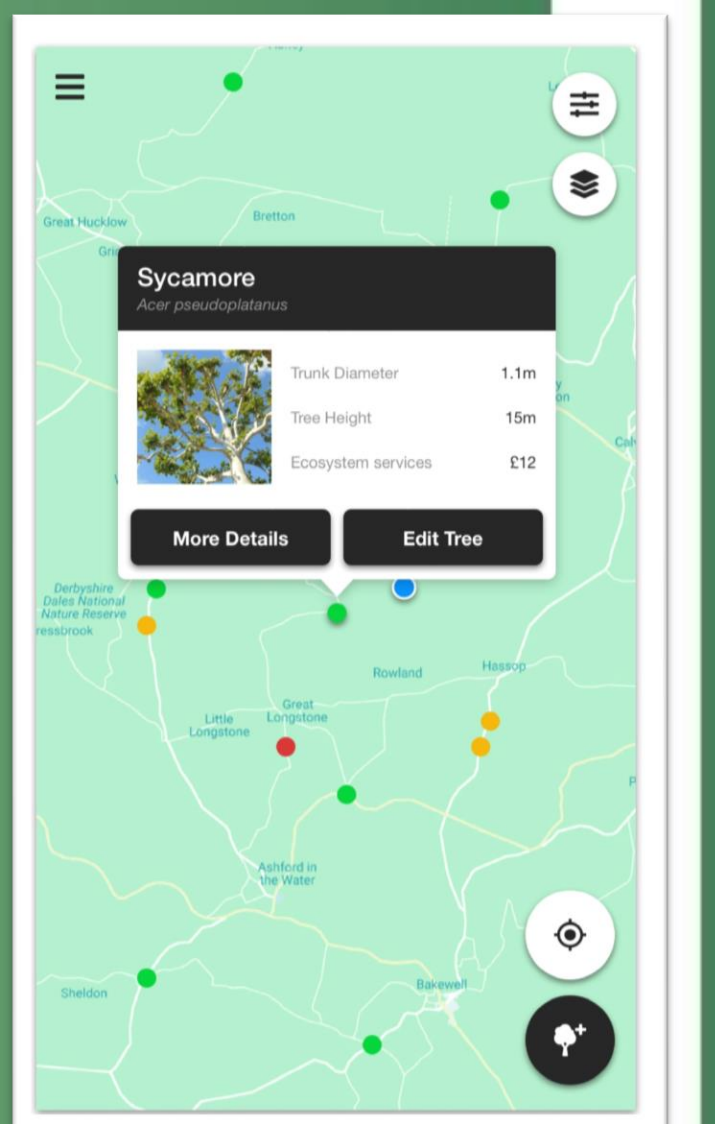 Great Hucklow
Bretton
Sycamore
Acer pseudoplatanus
Trunk Diameter 1.1m
Tree Height 15m
Ecosystem services £12
More Details
Edit Tree
Derbyshire
Dales National
Nature Reserve
ressbrook
Rowland
Hassop
Great
Longstone
Little
Longstone
Ashford in
the Water
Sheldon
Bakewell